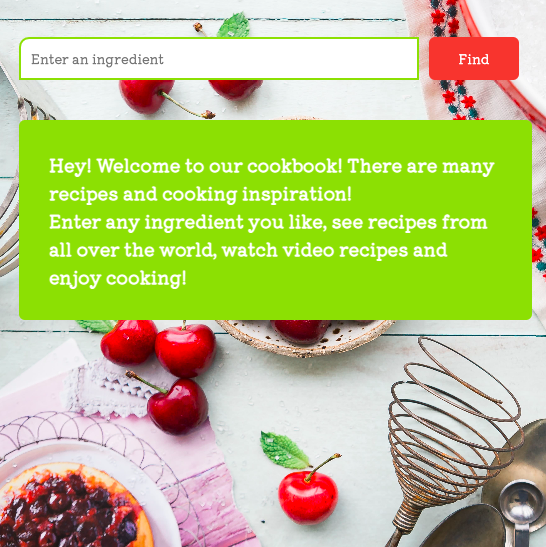 Enter an ingredient
Find
Hey! Welcome to our cookbook! There are many
recipes and cooking inspiration!
Enter any ingredient you like, see recipes from
all over the world, watch video recipes and
enjoy cooking!